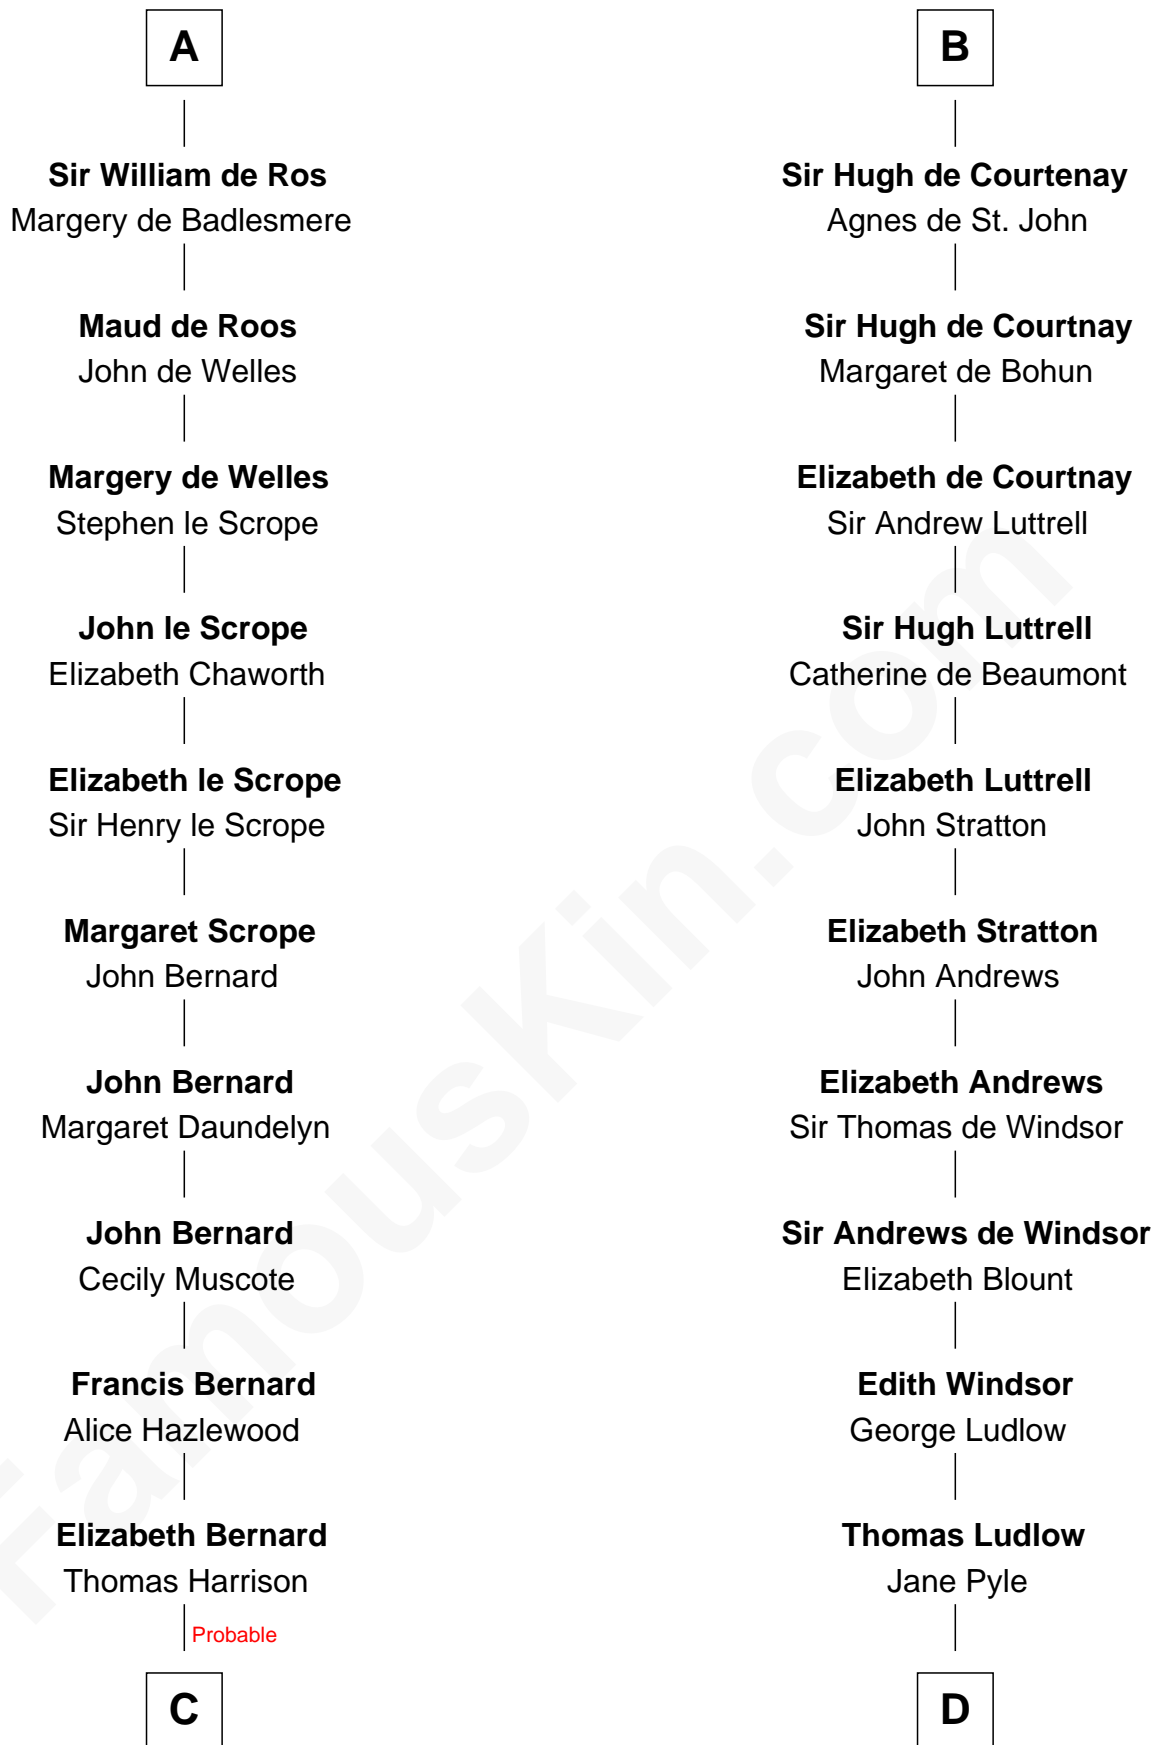 A
Sir William de Ros
Margery de Badlesmere
Maud de Roos
John de Welles
Margery de Welles
Stephen le Scrope
John le Scrope
Elizabeth Chaworth
Elizabeth le Scrope
Sir Henry le Scrope
Margaret Scrope
John Bernard
John Bernard
Margaret Daundelyn
John Bernard
Cecily Muscote
Francis Bernard
Alice Hazlewood
Elizabeth Bernard
Thomas Harrison
Probable
C
B
Sir Hugh de Courtenay
Agnes de St. John
Sir Hugh de Courtnay
Margaret de Bohun
Elizabeth de Courtnay
Sir Andrew Luttrell
Sir Hugh Luttrell
Catherine de Beaumont
Elizabeth Luttrell
John Stratton
Elizabeth Stratton
John Andrews
Elizabeth Andrews
Sir Thomas de Windsor
Sir Andrews de Windsor
Elizabeth Blount
Edith Windsor
George Ludlow
Thomas Ludlow
Jane Pyle
D
FamousKin.com